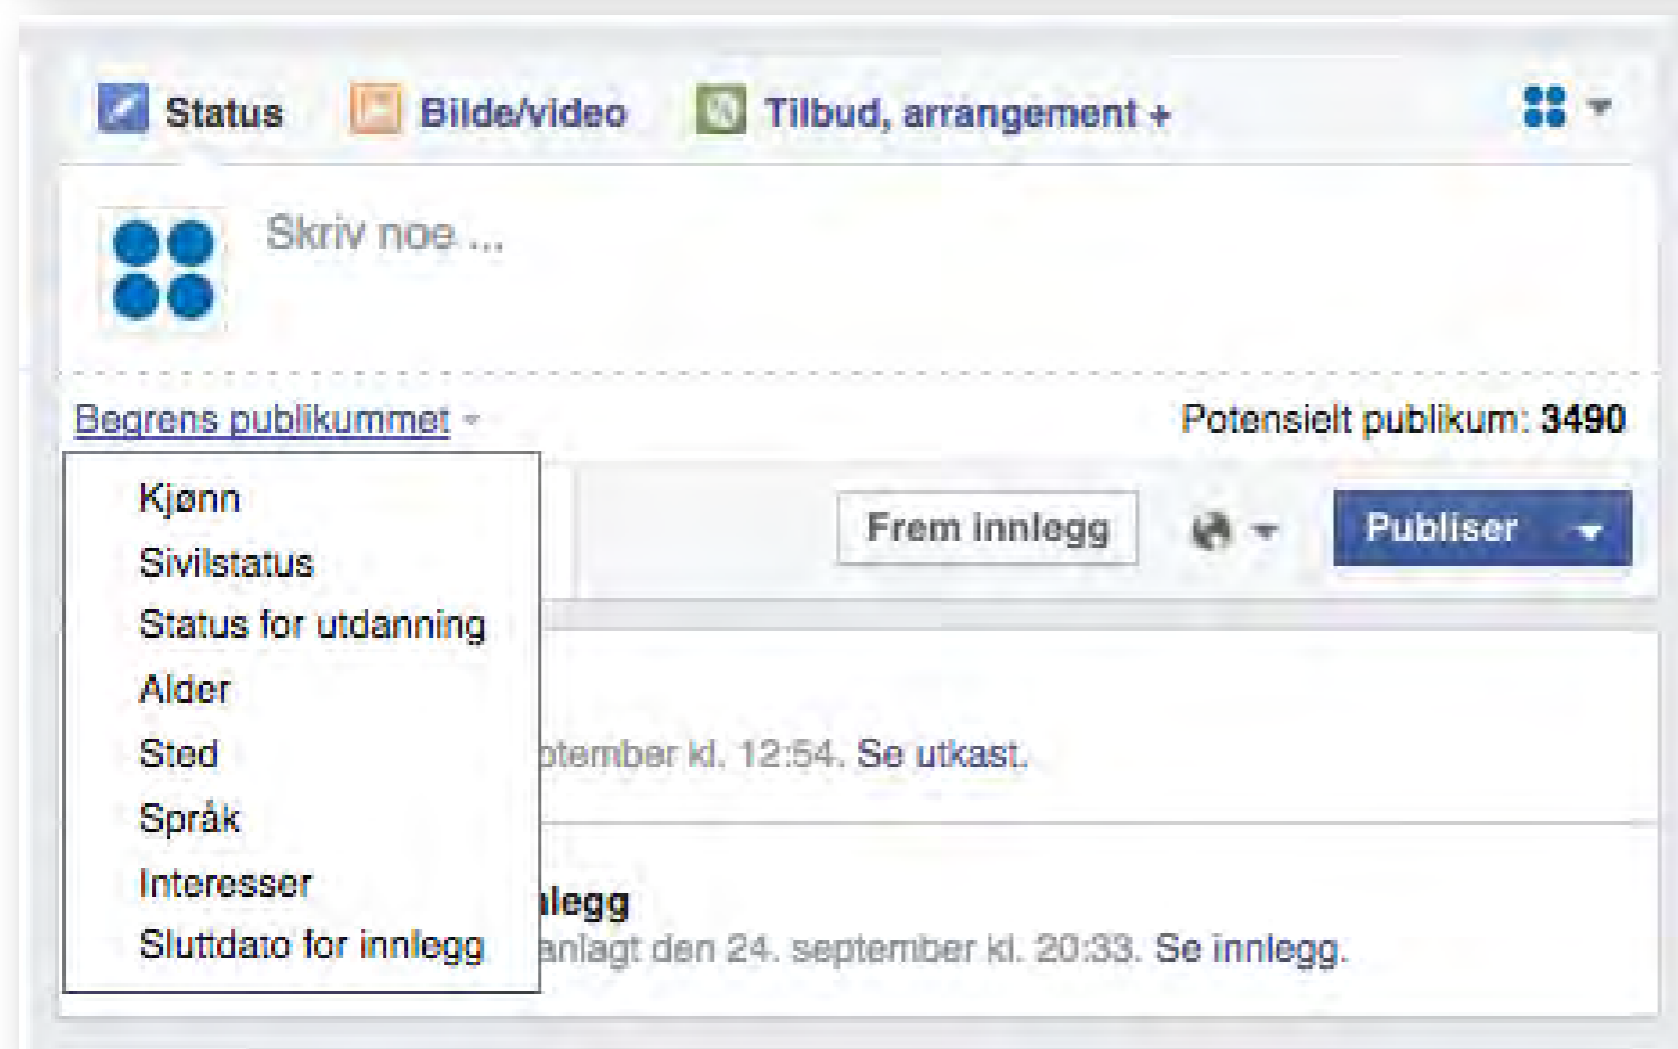 Status Bilde/video Tilbud, arrangement +
Skriv noe ...
Begrens publikummet Potensielt publikum: 3490
Frem innlegg Publiser
Kjønn
Sivilstatus
Status for utdanning
Alder
Sted
Språk
Interesser
Sluttdato for innlegg
ptember kl. 12:54. Se utkast.
nlegg
anlagt den 24. september kl. 20:33. Se innlegg.